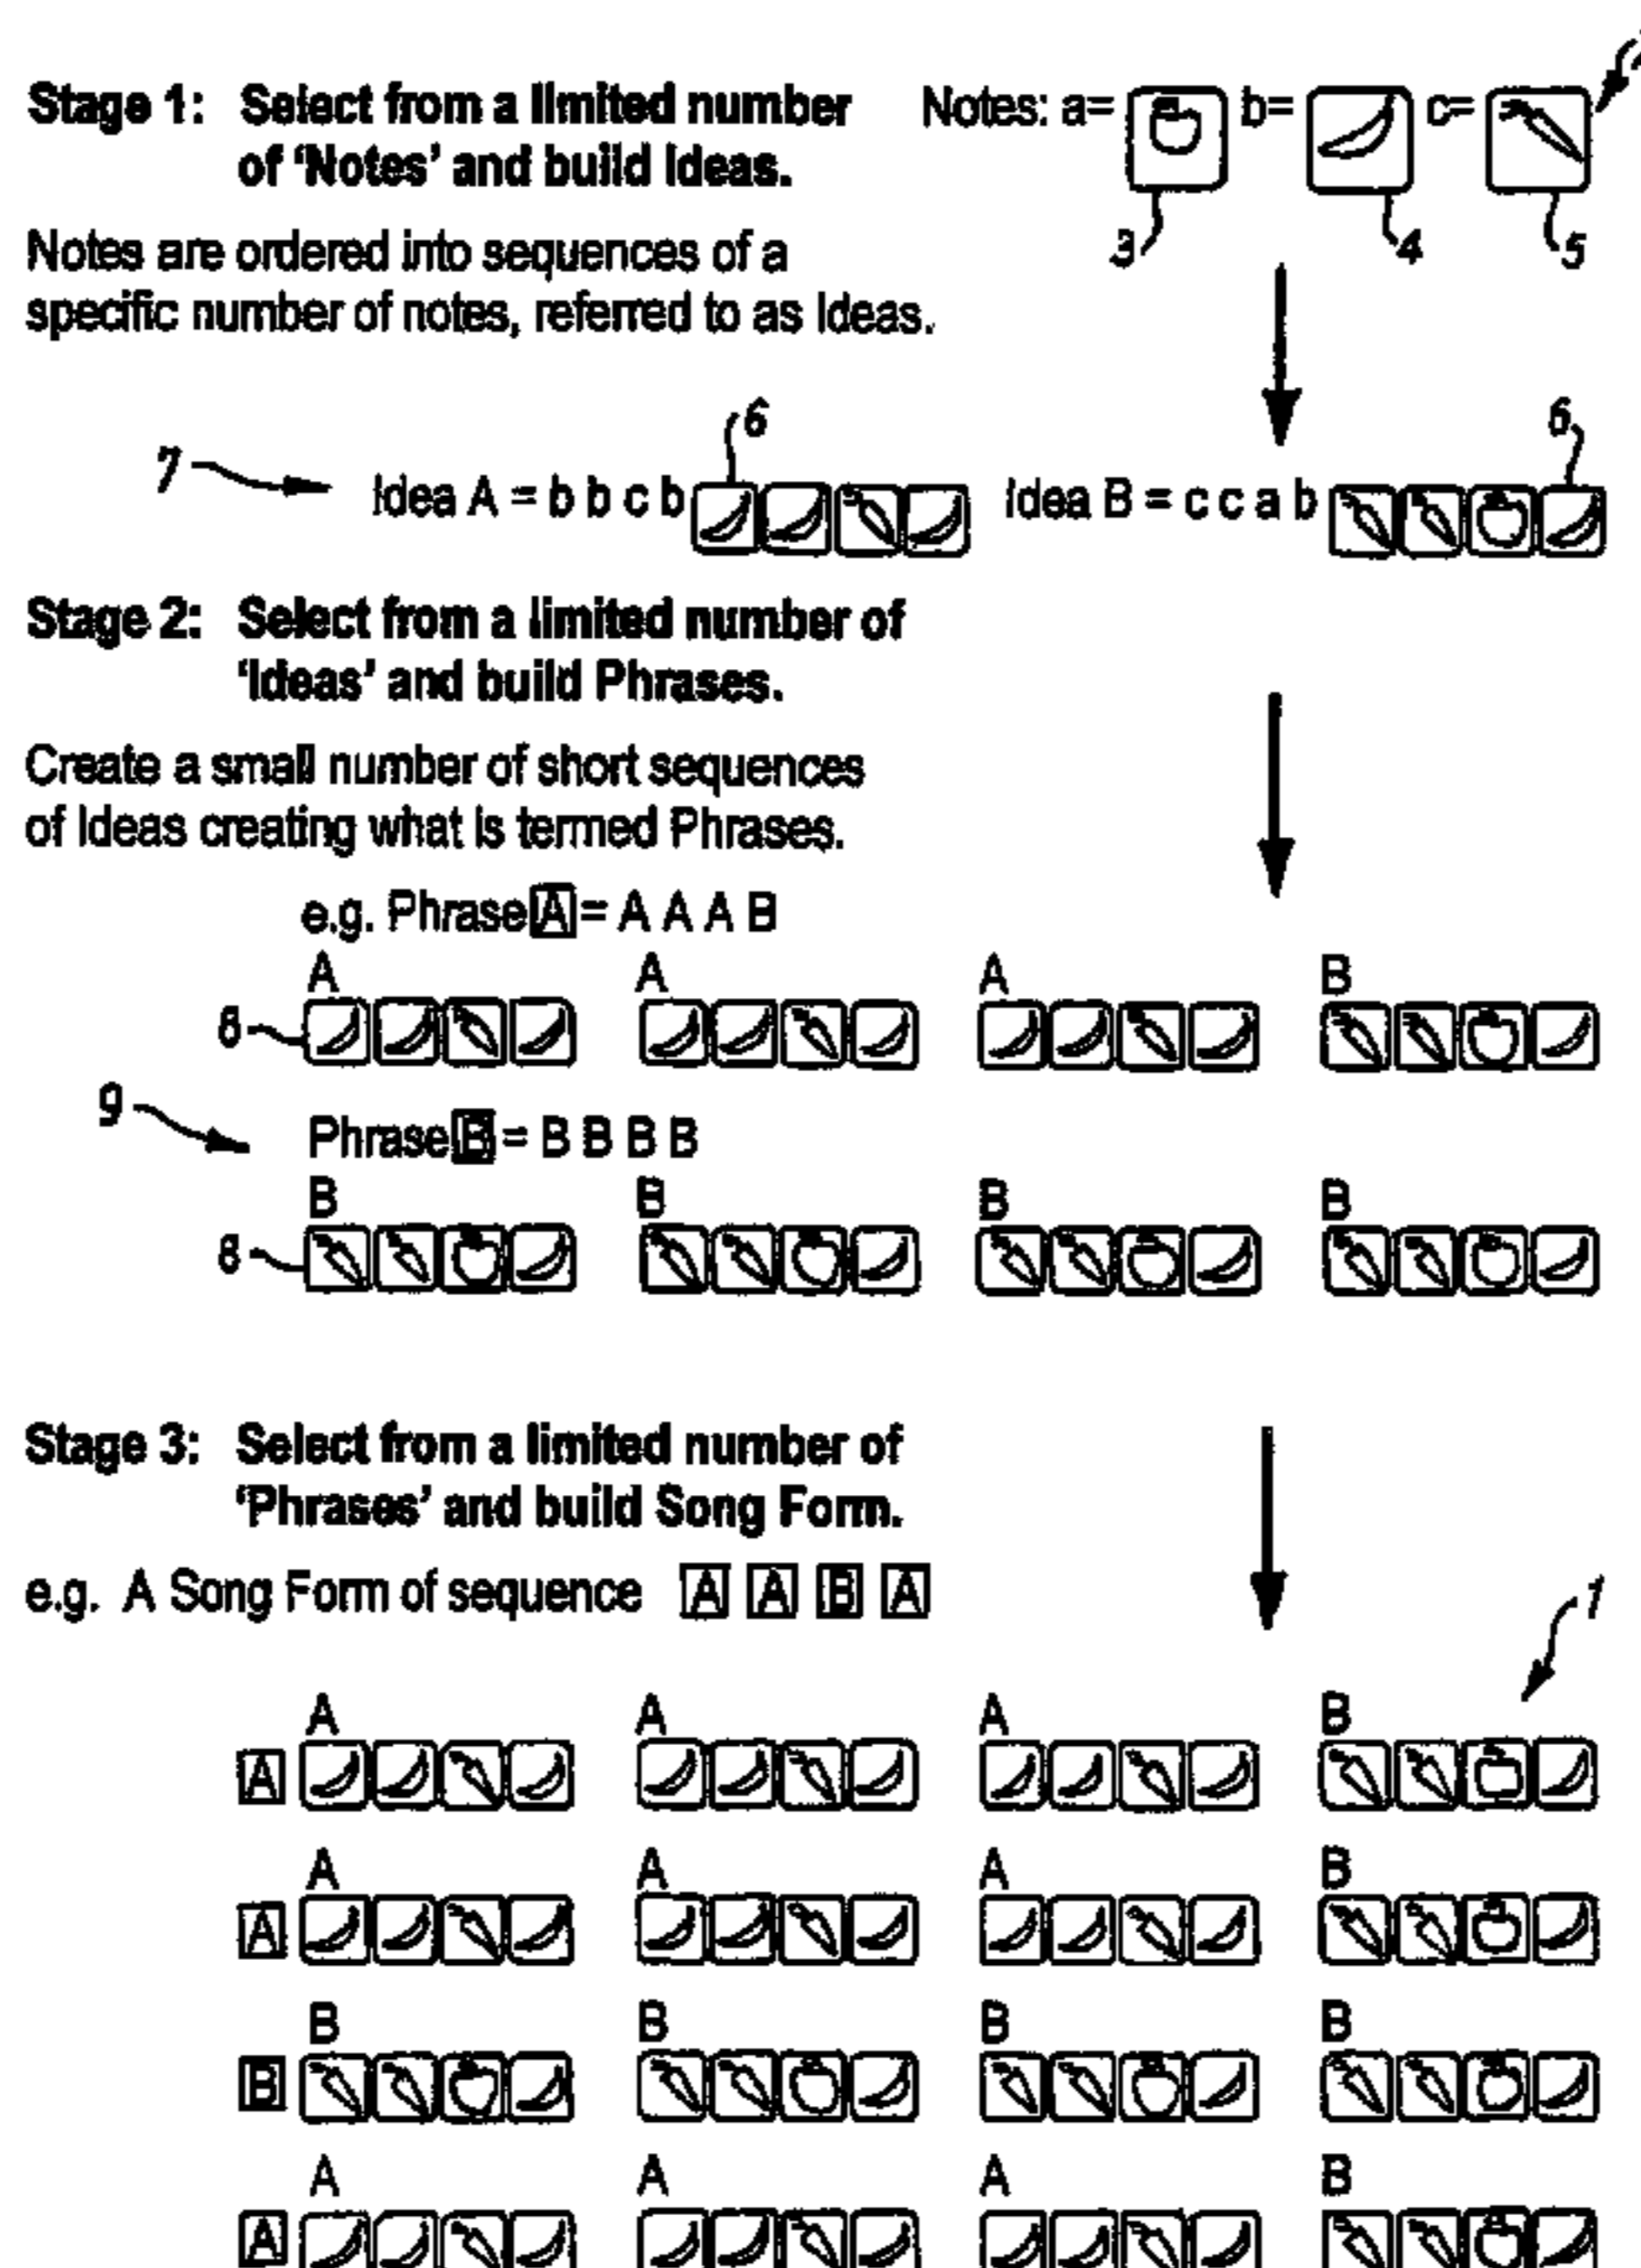 Stage 1: Select from a limited number
of 'Notes' and build Ideas.
Notes: a= b= c=
3 4 5
Notes are ordered into sequences of a
specific number of notes, referred to as Ideas.
6 6
7 Idea A = b b c b Idea B = c c a b
Stage 2: Select from a limited number of
'Ideas' and build Phrases.
Create a small number of short sequences
of Ideas creating what is termed Phrases.
e.g. Phrase A = A A A B
A A A B
8
9
Phrase B = B B B B
B B B B
8
Stage 3: Select from a limited number of
'Phrases' and build Song Form.
e.g. A Song Form of sequence A A B A
1
A A A B
A
A A A B
A
B B B B
B
A A A B
A